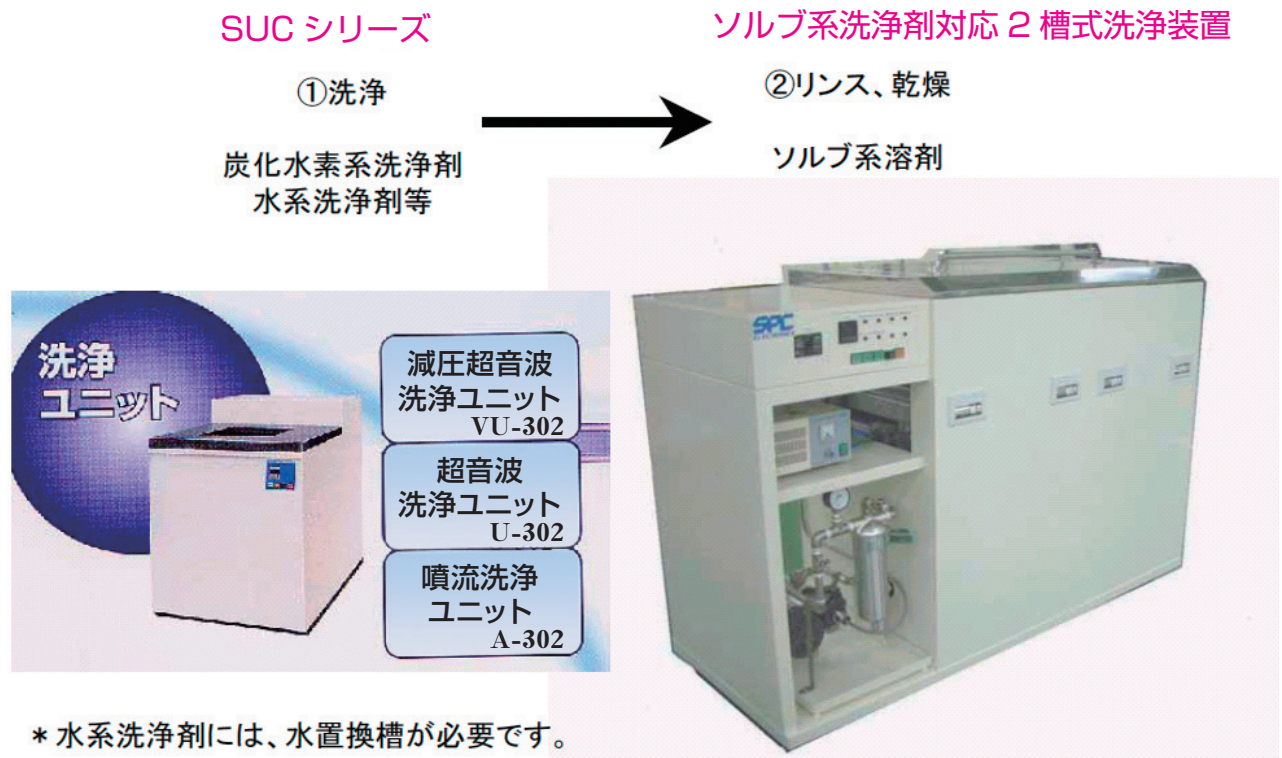 SUC シリーズ
ソルブ系洗浄剤対応 2 槽式洗浄装置
①洗浄
②リンス、乾燥
炭化水素系洗浄剤
水系洗浄剤等
ソルブ系溶剤
洗浄
ユニット
減圧超音波
洗浄ユニット
VU-302
超音波
洗浄ユニット
U-302
噴流洗浄
ユニット
A-302
SPC
ELECTRONICS
＊水系洗浄剤には、水置換槽が必要です。